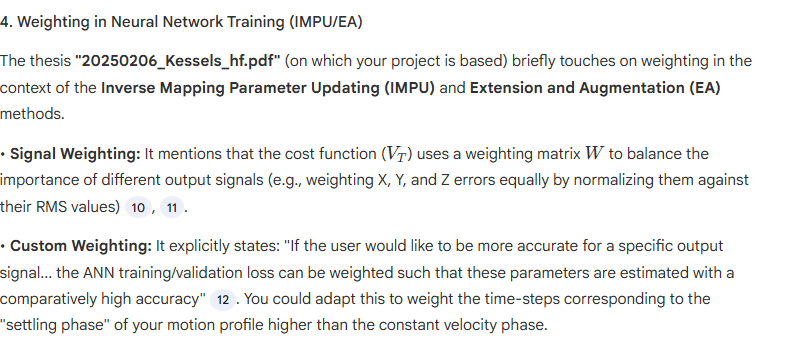 4. Weighting in Neural Network Training (IMPU/EA)
The thesis "20250206_Kessels_hf.pdf" (on which your project is based) briefly touches on weighting in the
context of the Inverse Mapping Parameter Updating (IMPU) and Extension and Augmentation (EA)
methods.
• Signal Weighting: It mentions that the cost function (V_T) uses a weighting matrix W to balance the
importance of different output signals (e.g., weighting X, Y, and Z errors equally by normalizing them against
their RMS values) 10 , 11 .
• Custom Weighting: It explicitly states: "If the user would like to be more accurate for a specific output
signal... the ANN training/validation loss can be weighted such that these parameters are estimated with a
comparatively high accuracy" 12 . You could adapt this to weight the time-steps corresponding to the
"settling phase" of your motion profile higher than the constant velocity phase.